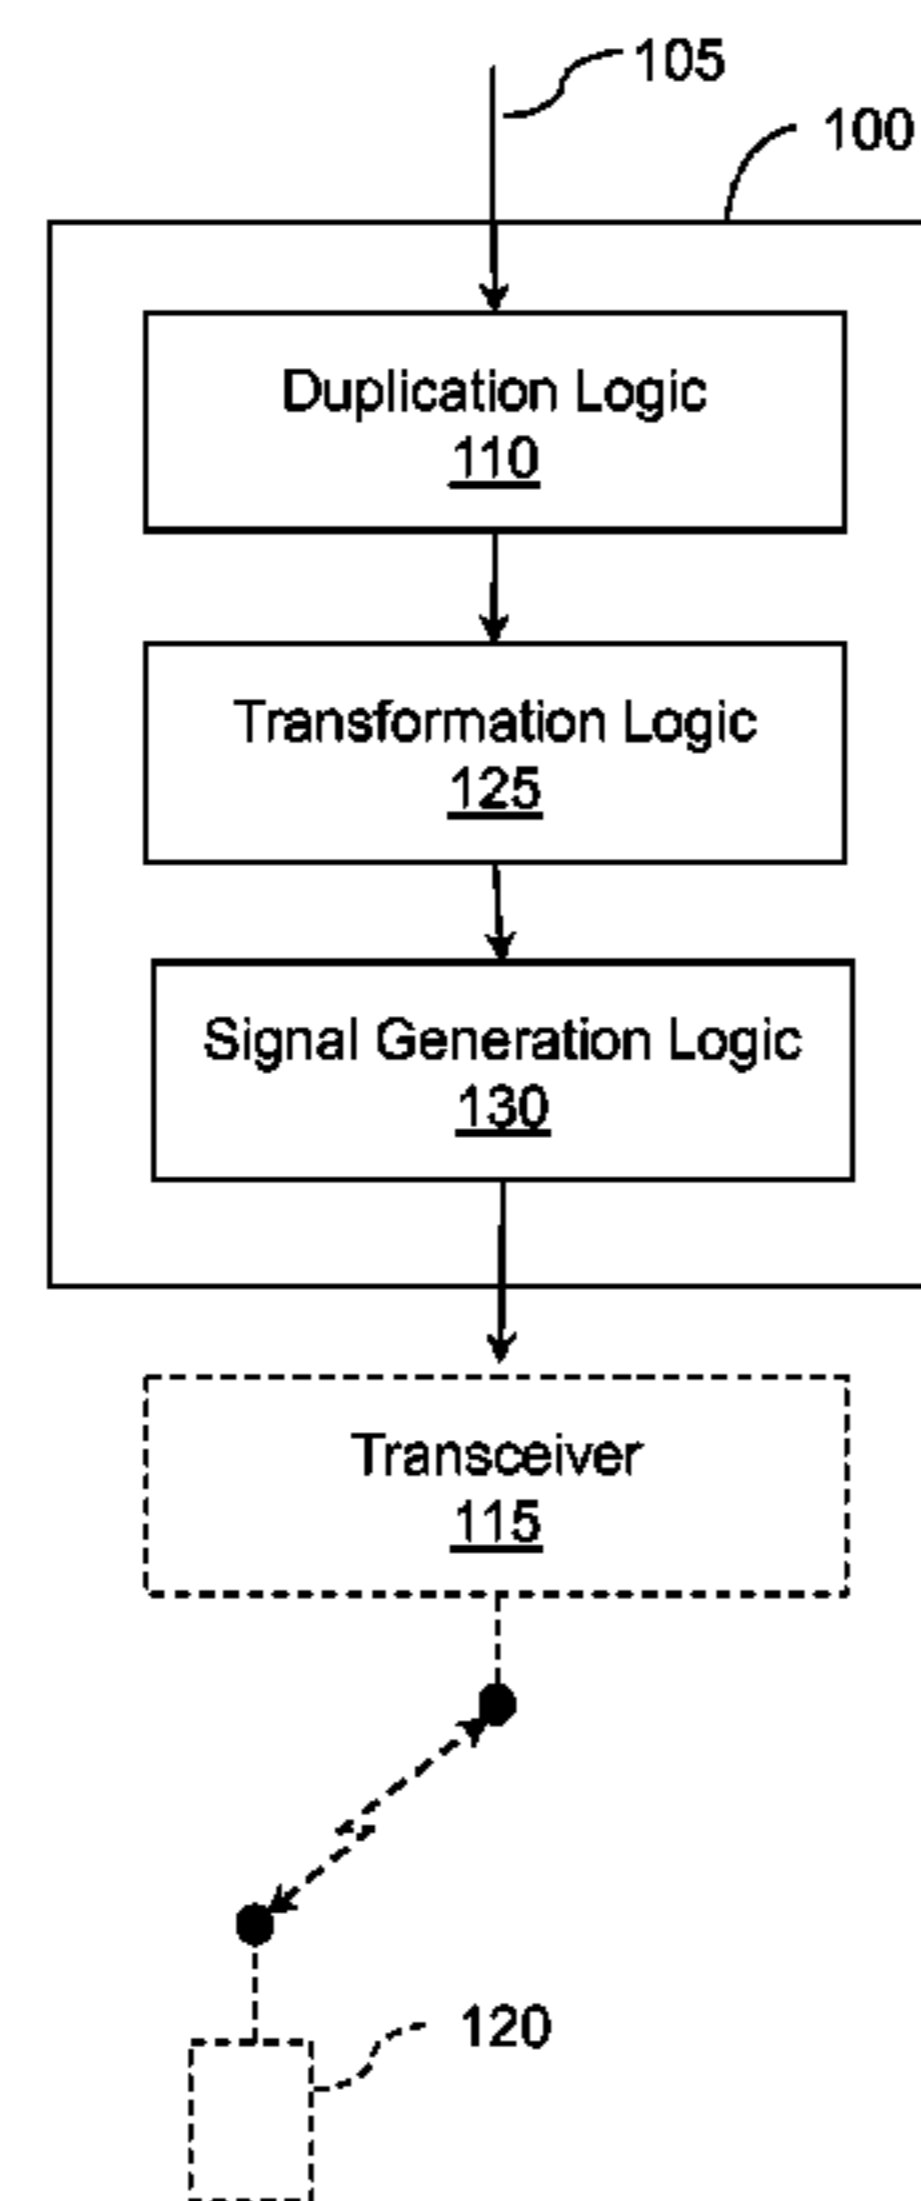 105
100
Duplication Logic
110
Transformation Logic
125
Signal Generation Logic
130
Transceiver
115
120